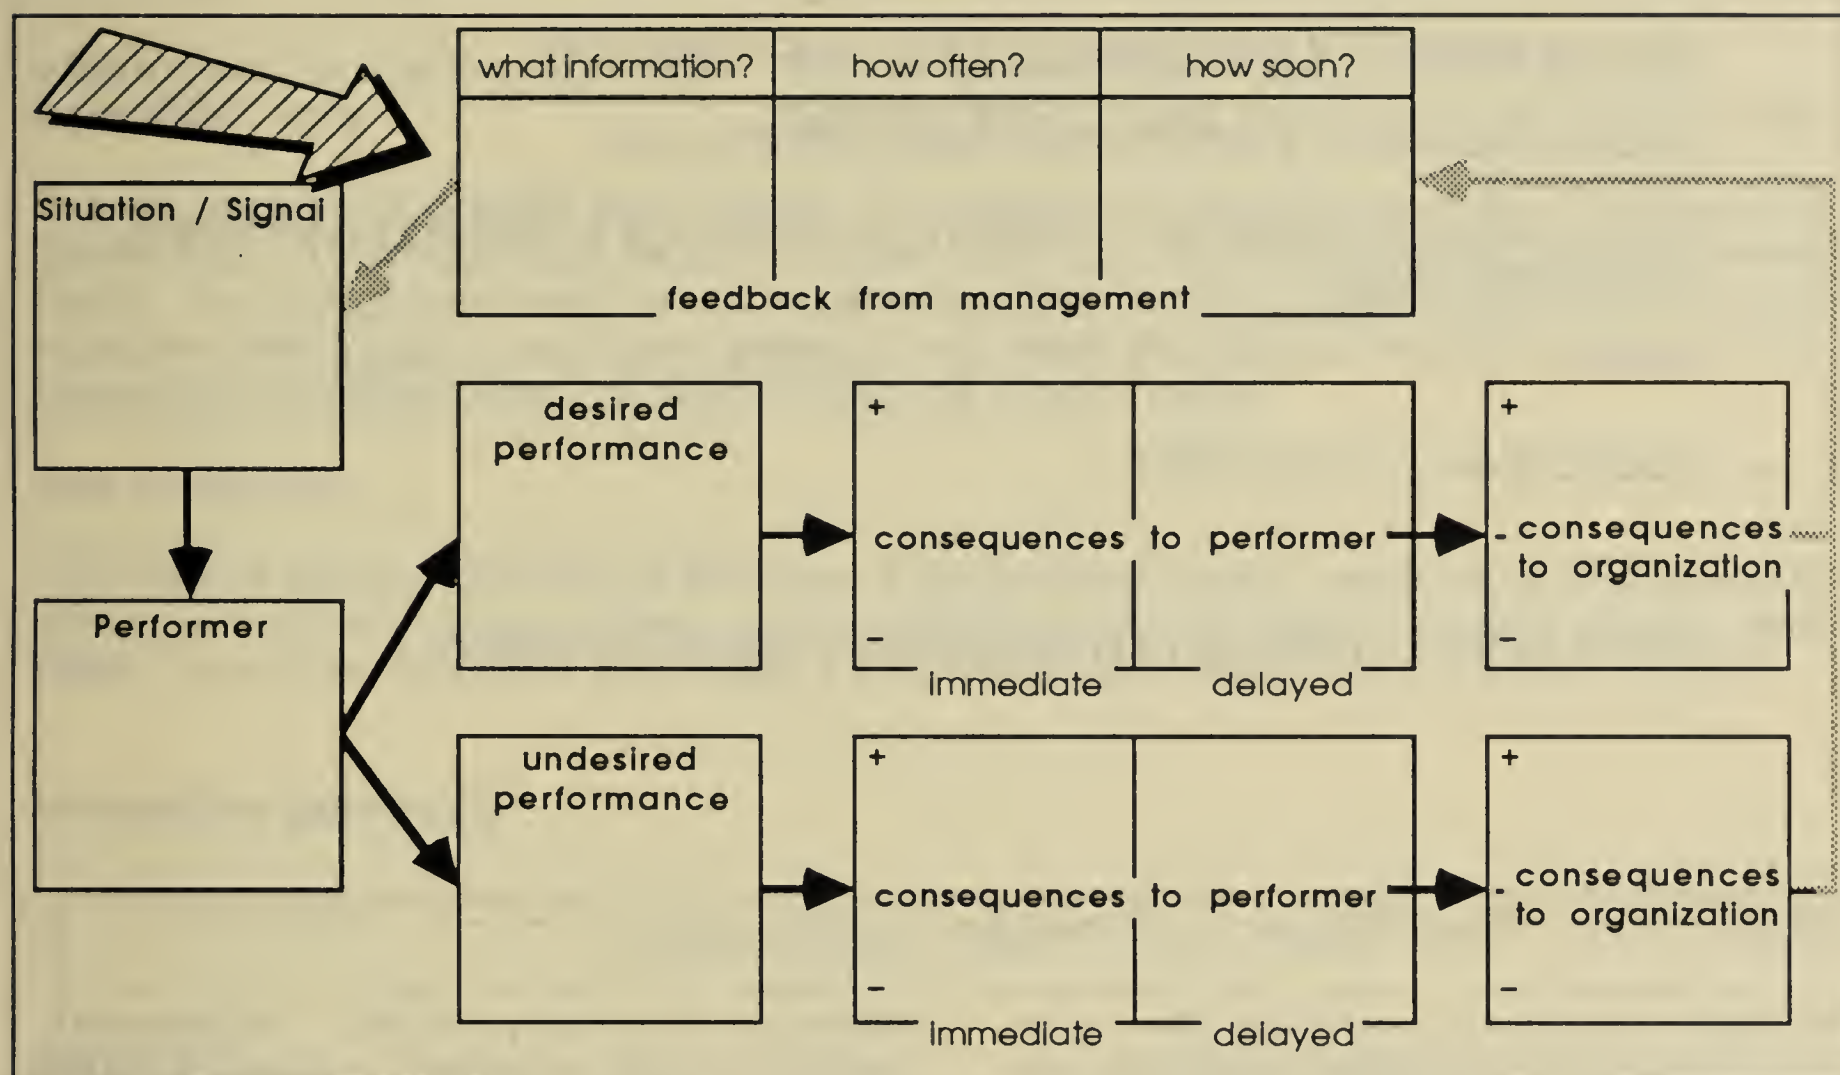 what information?
how often?
how soon?
Situation / Signal
feedback from management
desired
performance
+
consequences to performer
–
immediate
delayed
+
- consequences
to organization
–
Performer
undesired
performance
+
consequences to performer
–
immediate
delayed
+
- consequences
to organization
–